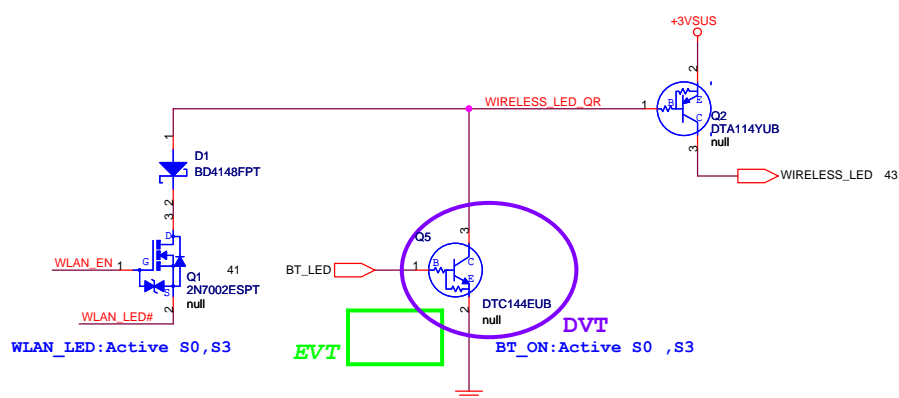 +3VSUS
2
WIRELESS_LED_QR
1
B
E
C
Q2
DTA114YUB
null
3
WIRELESS_LED 43
1
D1
BD4148FPT
2
3
D
WLAN_EN
1
G
S
41
Q1
2N7002ESPT
null
2
WLAN_LED#
WLAN_LED:Active S0,S3
Q5
3
BT_LED
1
B
C
E
DTC144EUB
2
null
DVT
EVT
BT_ON:Active S0 ,S3